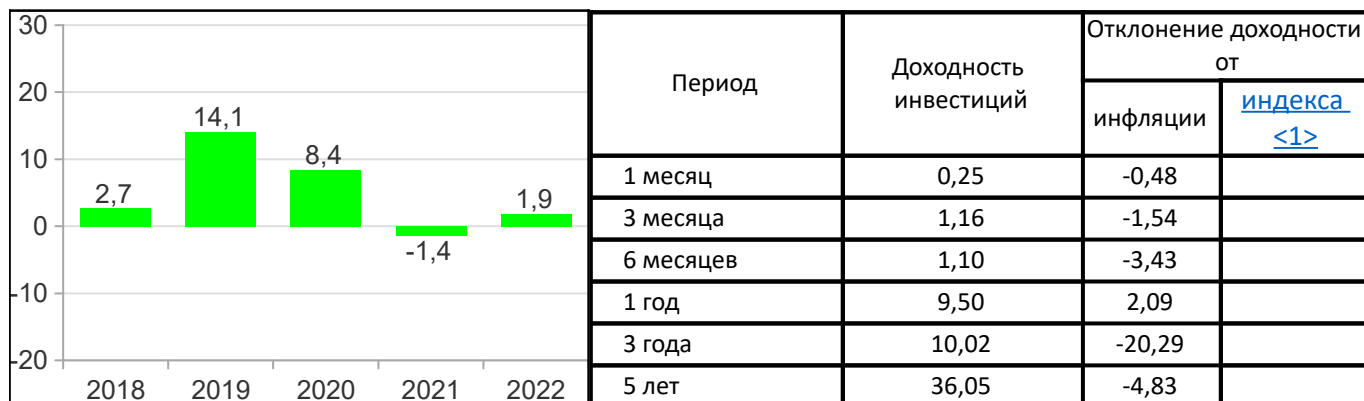 30
20
10
0
-10
-20
2,7
14,1
8,4
-1,4
1,9
2018 2019 2020 2021 2022
Период
Доходность
инвестиций
Отклонение доходности
от
инфляции
индекса
<1>
1 месяц 0,25 -0,48
3 месяца 1,16 -1,54
6 месяцев 1,10 -3,43
1 год 9,50 2,09
3 года 10,02 -20,29
5 лет 36,05 -4,83